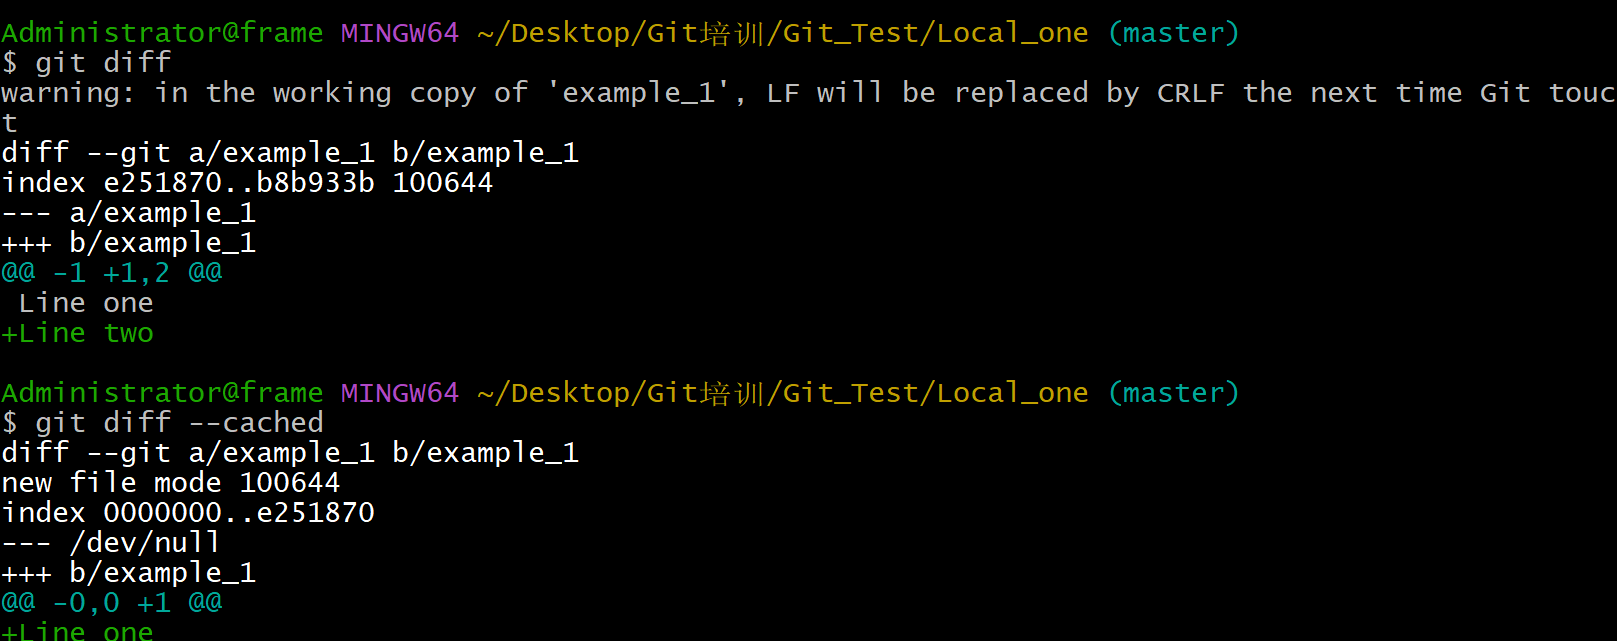 Administrator@frame MINGW64 ~/Desktop/Git培训/Git_Test/Local_one (master)
$ git diff
warning: in the working copy of 'example_1', LF will be replaced by CRLF the next time Git touc
t
diff --git a/example_1 b/example_1
index e251870..b8b933b 100644
--- a/example_1
+++ b/example_1
@@ -1 +1,2 @@
 Line one
+Line two
Administrator@frame MINGW64 ~/Desktop/Git培训/Git_Test/Local_one (master)
$ git diff --cached
diff --git a/example_1 b/example_1
new file mode 100644
index 0000000..e251870
--- /dev/null
+++ b/example_1
@@ -0,0 +1 @@
+Line one